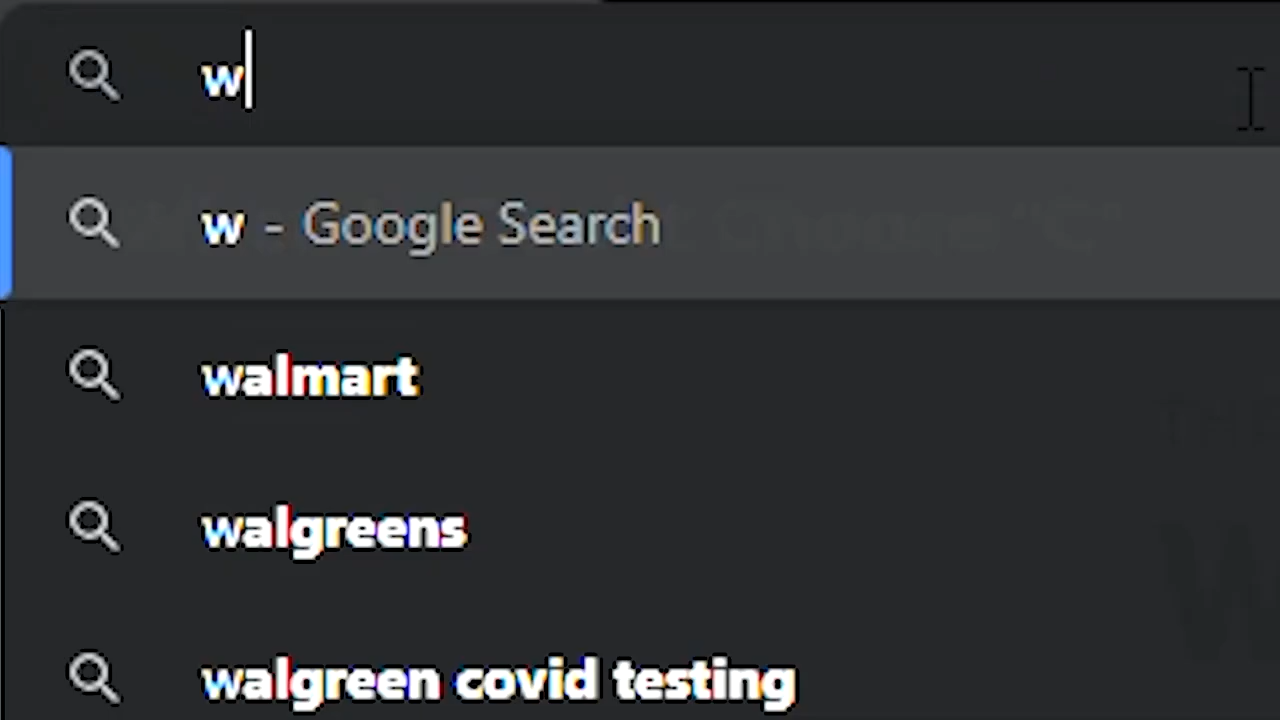 w
w - Google Search
walmart
walgreens
walgreen covid testing